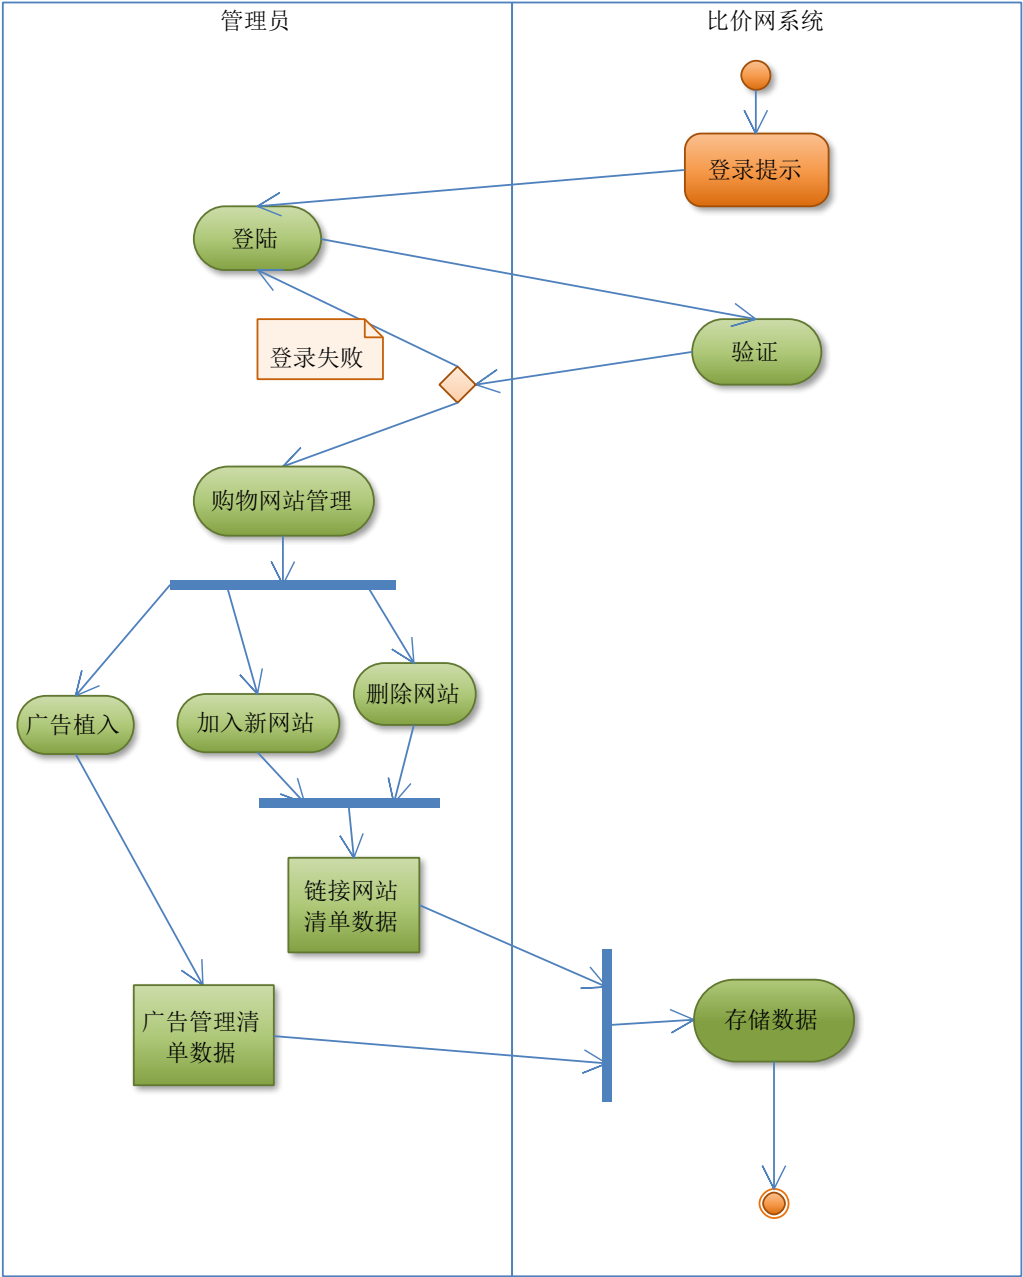 管理员
比价网系统
登录提示
登陆
验证
登录失败
购物网站管理
删除网站
广告植入
加入新网站
链接网站
清单数据
广告管理清
单数据
存储数据